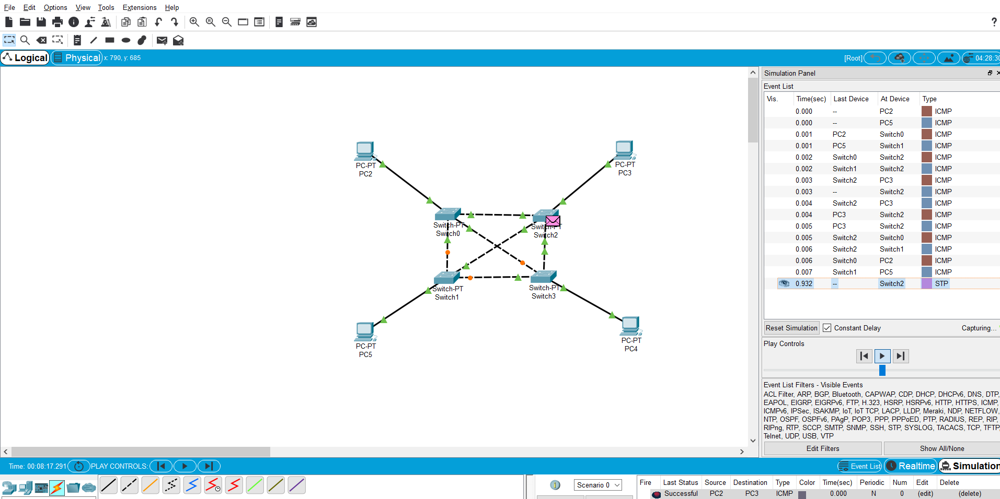 File Edit Options View Tools Extensions Help
?
Logical Physical x: 790, y: 685 [Root] 04:28:30
Simulation Panel
Event List
Vis. Time(sec) Last Device At Device Type
0.000 -- PC2 ICMP
0.000 -- PC5 ICMP
0.001 PC2 Switch0 ICMP
0.001 PC5 Switch1 ICMP
0.002 Switch0 Switch2 ICMP
0.002 Switch1 Switch2 ICMP
0.003 Switch2 PC3 ICMP
0.003 -- Switch2 ICMP
0.004 Switch2 PC3 ICMP
0.004 PC3 Switch2 ICMP
0.005 PC3 Switch2 ICMP
0.005 Switch2 Switch0 ICMP
0.006 Switch2 Switch1 ICMP
0.006 Switch0 PC2 ICMP
0.007 Switch1 PC5 ICMP
0.932 -- Switch2 STP
PC-PT
PC2
PC-PT
PC3
Switch-PT
Switch0
Switch-PT
Switch2
Switch-PT
Switch1
Switch-PT
Switch3
PC-PT
PC5
PC-PT
PC4
Reset Simulation Constant Delay Capturing...
Play Controls
Event List Filters - Visible Events
ACL Filter, ARP, BGP, Bluetooth, CAPWAP, CDP, DHCP, DHCPv6, DNS, DTP,
EAPOL, EIGRP, EIGRPv6, FTP, H.323, HSRP, HSRPv6, HTTP, HTTPS, ICMP,
ICMPv6, IPSec, ISAKMP, IoT, IoT TCP, LACP, LLDP, Meraki, NDP, NETFLOW,
NTP, OSPF, OSPFv6, PAgP, POP3, PPP, PPPoED, PTP, RADIUS, REP, RIP,
RIPng, RTP, SCCP, SMTP, SNMP, SSH, STP, SYSLOG, TACACS, TCP, TFTP,
Telnet, UDP, USB, VTP
Edit Filters Show All/None
Time: 00:08:17.291 PLAY CONTROLS: Event List Realtime Simulation
Scenario 0
Fire Last Status Source Destination Type Color Time(sec) Periodic Num Edit Delete
Successful PC2 PC3 ICMP 0.000 N 0 (edit) (delete)